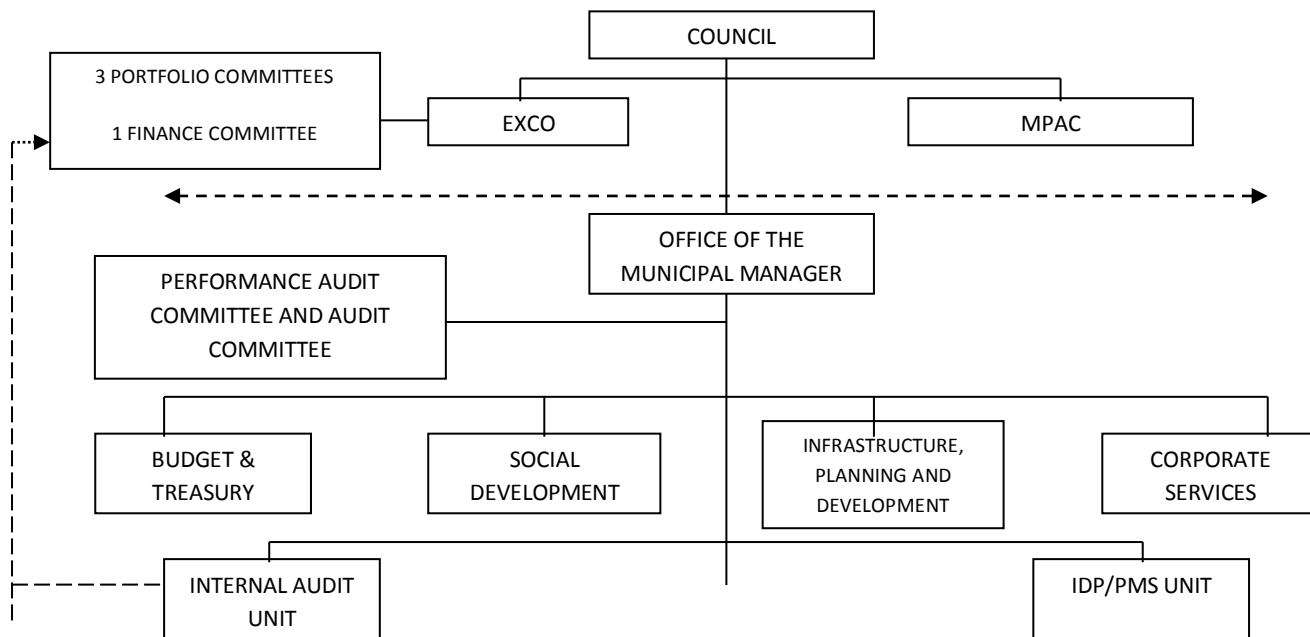 COUNCIL
3 PORTFOLIO COMMITTEES
1 FINANCE COMMITTEE
EXCO
MPAC
OFFICE OF THE
MUNICIPAL MANAGER
PERFORMANCE AUDIT
COMMITTEE AND AUDIT
COMMITTEE
BUDGET &
TREASURY
SOCIAL
DEVELOPMENT
INFRASTRUCTURE,
PLANNING AND
DEVELOPMENT
CORPORATE
SERVICES
INTERNAL AUDIT
UNIT
IDP/PMS UNIT